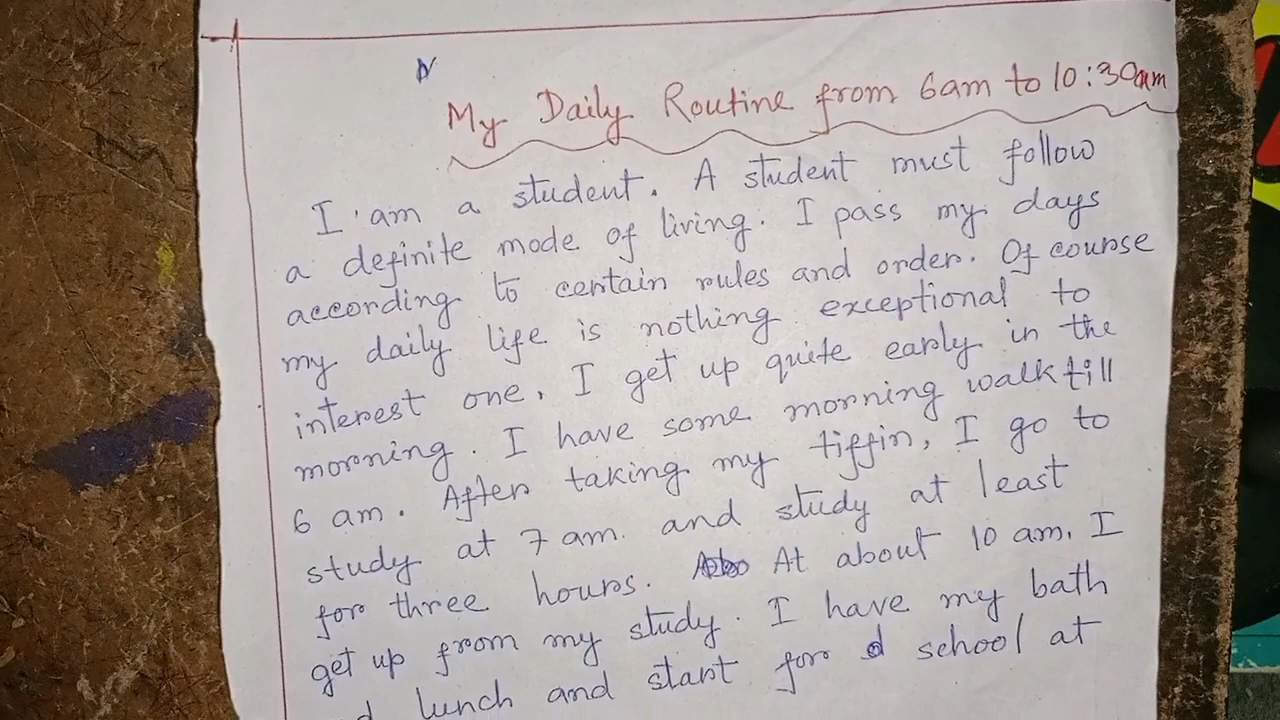 My Daily Routine from 6am to 10:30am
I am a student. A student must follow
a definite mode of living. I pass my days
according to certain rules and order. Of course
my daily life is nothing exceptional to
interest one. I get up quite early in the
morning. I have some morning walk till
6 am. After taking my tiffin, I go to
study at 7 am. and study at least
for three hours. At about 10 am. I
get up from my study. I have my bath
lunch and start for school at